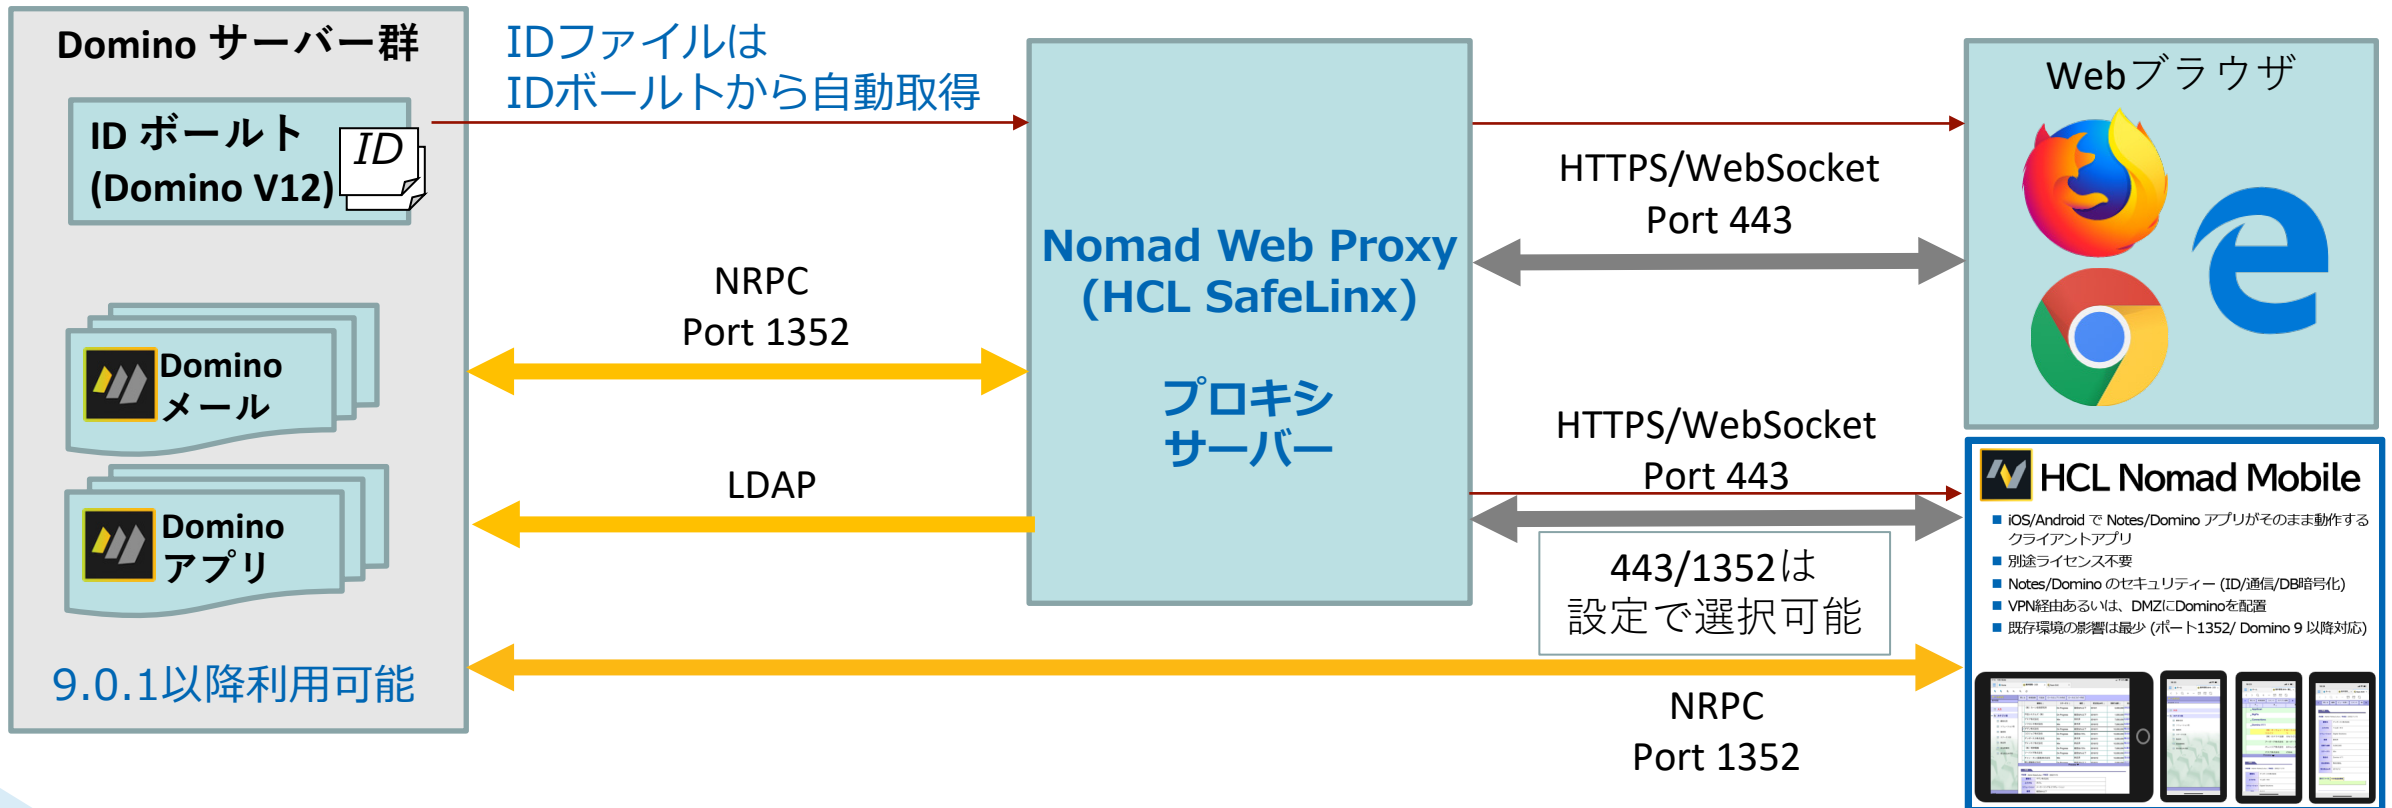 Domino サーバー群
ID ボールト
(Domino V12)
ID
Domino
メール
Domino
アプリ
9.0.1以降利用可能
IDファイルは
IDボールトから自動取得
NRPC
Port 1352
LDAP
Nomad Web Proxy
(HCL SafeLinx)
プロキシ
サーバー
HTTPS/WebSocket
Port 443
HTTPS/WebSocket
Port 443
443/1352は
設定で選択可能
NRPC
Port 1352
Webブラウザ
HCL Nomad Mobile
■ iOS/Android で Notes/Domino アプリがそのまま動作する
クライアントアプリ
■ 別途ライセンス不要
■ Notes/Domino のセキュリティー (ID/通信/DB暗号化)
■ VPN経由あるいは、DMZにDominoを配置
■ 既存環境の影響は最少 (ポート1352/ Domino 9 以降対応)